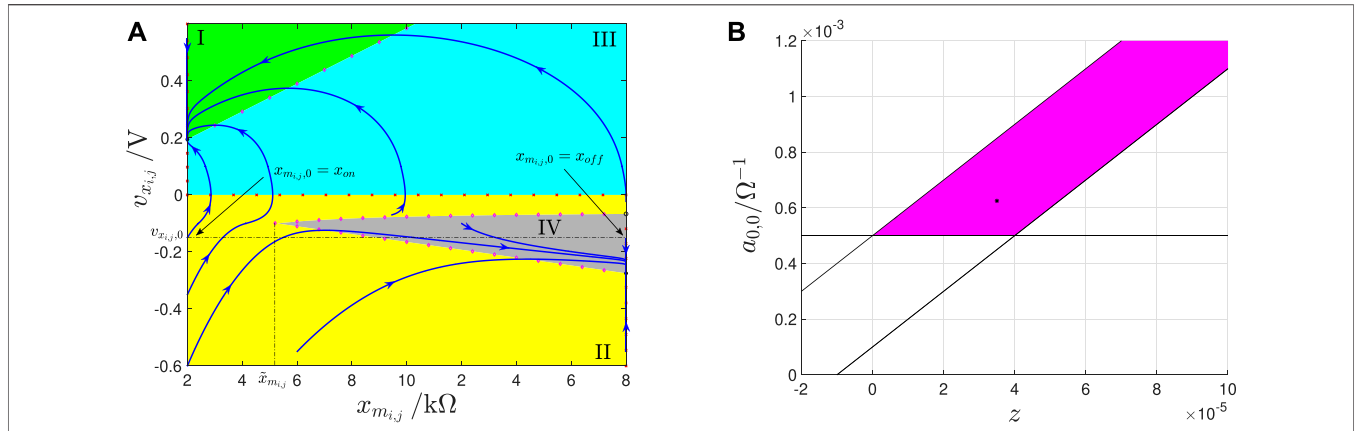 A
I
III
0.4
0.2
0
-0.2
-0.4
-0.6
v_{x_{i,j}} /V
v_{x_{i,j},0}
x_{m_{i,j},0} = x_{on}
x_{m_{i,j},0} = x_{off}
IV
II
2 4 6 10 2 4 8
x̃_{m_{i,j}}
x_{m_{i,j}} /kΩ
B
×10⁻³
1.2
1
0.8
0.6
0.4
0.2
0
a_{0,0}/Ω⁻¹
-2 0 2 4 6 8 10
×10⁻⁵
z